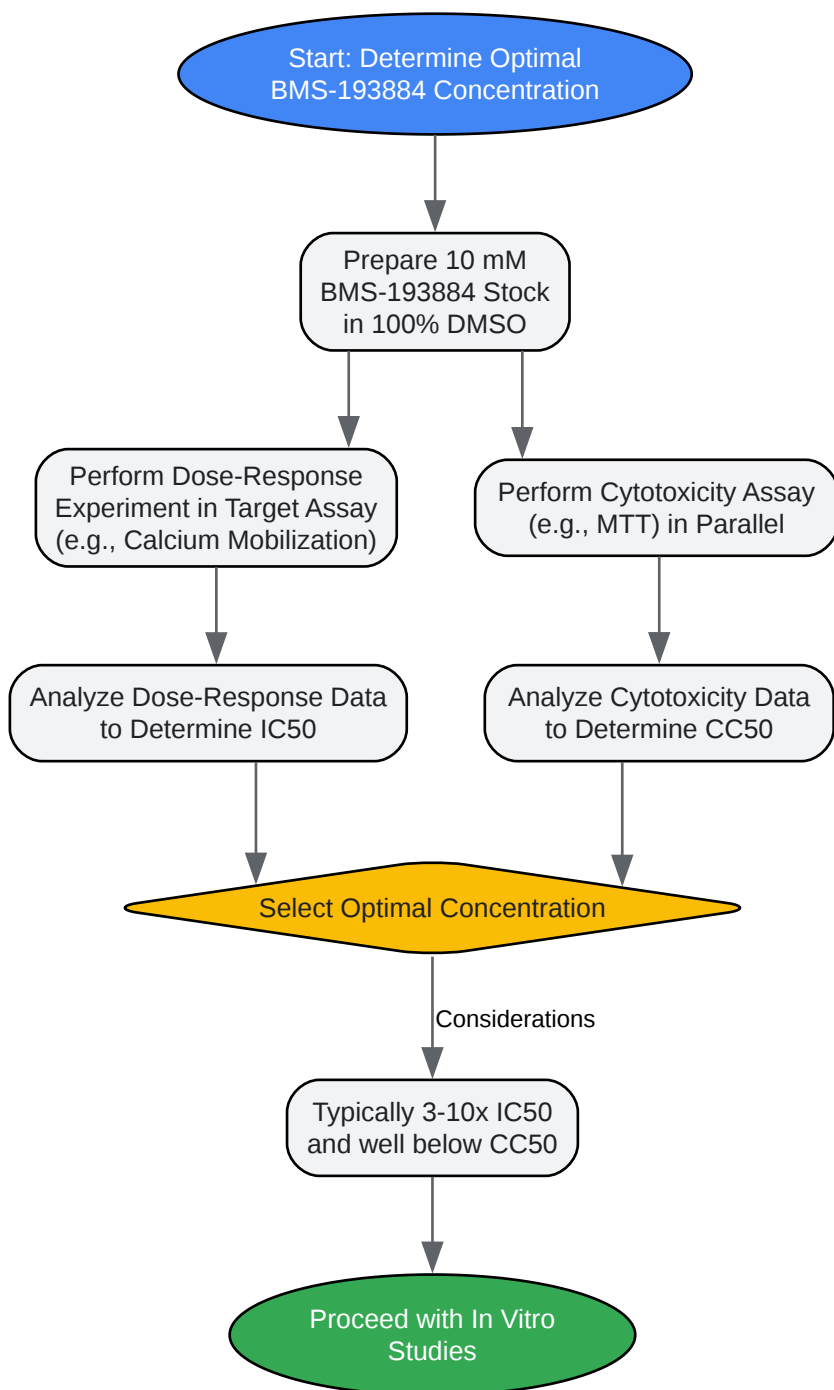 Start: Determine Optimal
BMS-193884 Concentration
Prepare 10 mM
BMS-193884 Stock
in 100% DMSO
Perform Dose-Response
Experiment in Target Assay
(e.g., Calcium Mobilization)
Perform Cytotoxicity Assay
(e.g., MTT) in Parallel
Analyze Dose-Response Data
to Determine IC50
Analyze Cytotoxicity Data
to Determine CC50
Select Optimal Concentration
Considerations
Typically 3-10x IC50
and well below CC50
Proceed with In Vitro
Studies